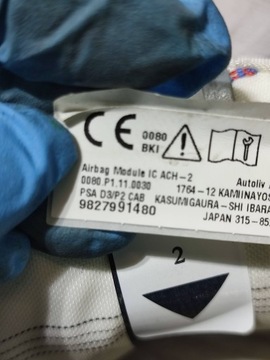 CE 0080
BKI
Airbag Module IC ACH-2 Autoliv
0080.P1.11.0030 1764-12 KAMINAYOS
PSA D3/P2 CAB KASUMIGAURA-SHI IBARA
9827991480 JAPAN 315-85
2